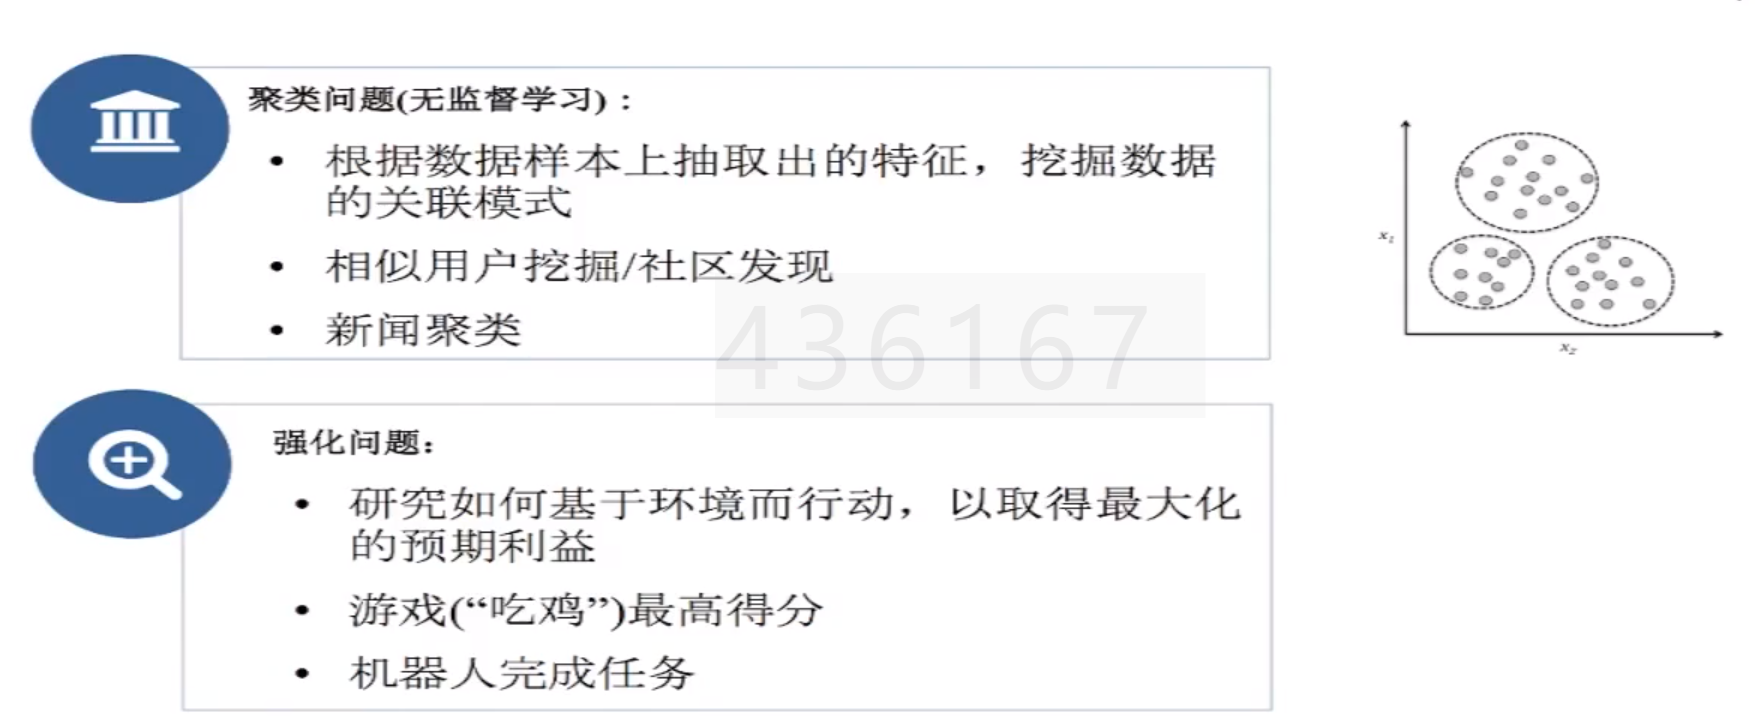 聚类问题(无监督学习)：
• 根据数据样本上抽取出的特征，挖掘数据
的关联模式
• 相似用户挖掘/社区发现
• 新闻聚类
x₁
x₂
436167
强化问题：
• 研究如何基于环境而行动，以取得最大化
的预期利益
• 游戏(“吃鸡”)最高得分
• 机器人完成任务